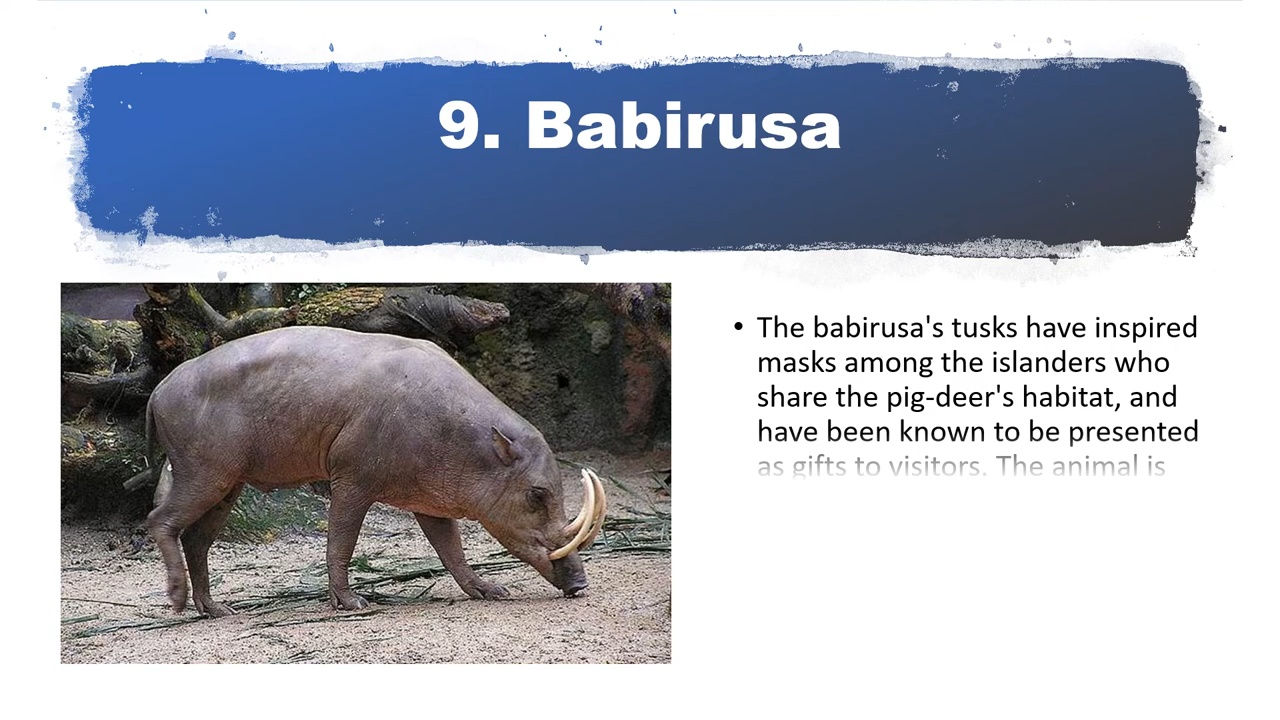 9. Babirusa
• The babirusa's tusks have inspired
masks among the islanders who
share the pig-deer's habitat, and
have been known to be presented
as gifts to visitors. The animal is